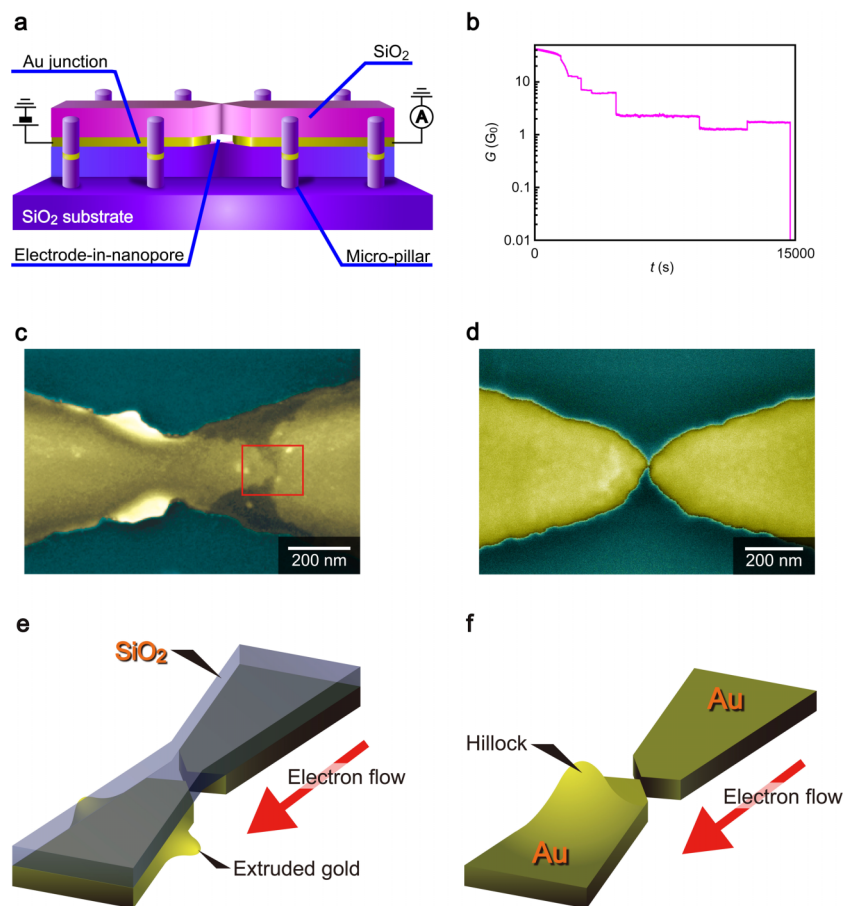 a
Au junction
SiO₂
A
SiO₂ substrate
Electrode-in-nanopore
Micro-pillar
b
G (G₀)
10
1
0.1
0.01
0
15000
t (s)
c
200 nm
d
200 nm
e
SiO₂
Electron flow
Extruded gold
f
Au
Hillock
Electron flow
Au